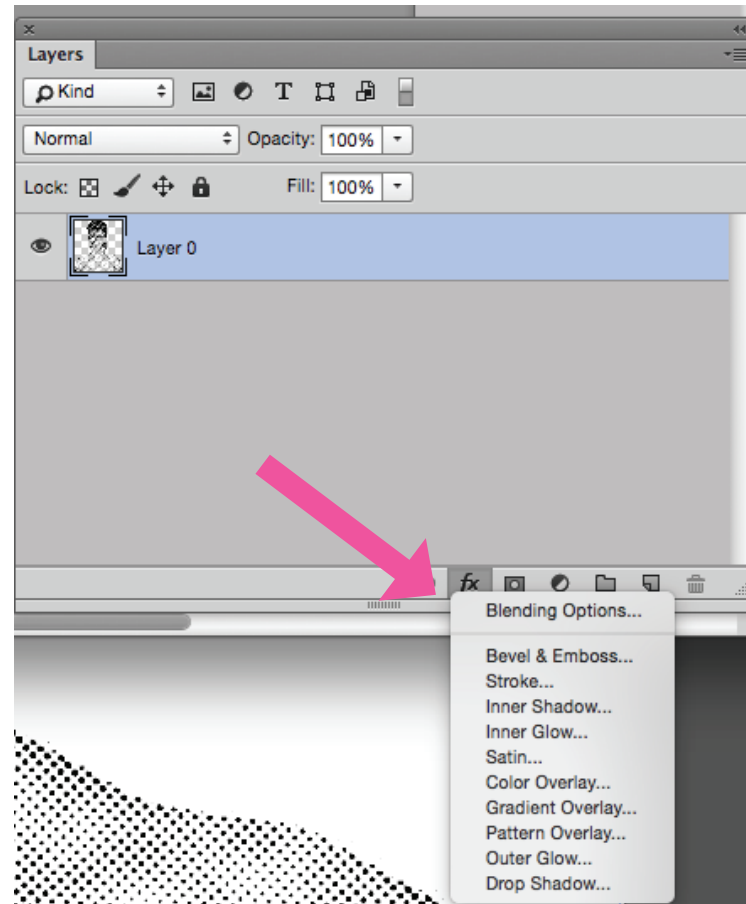 Layers
Kind T
Normal Opacity: 100%
Lock: Fill: 100%
Layer 0
fx
Blending Options...
Bevel & Emboss...
Stroke...
Inner Shadow...
Inner Glow...
Satin...
Color Overlay...
Gradient Overlay...
Pattern Overlay...
Outer Glow...
Drop Shadow...